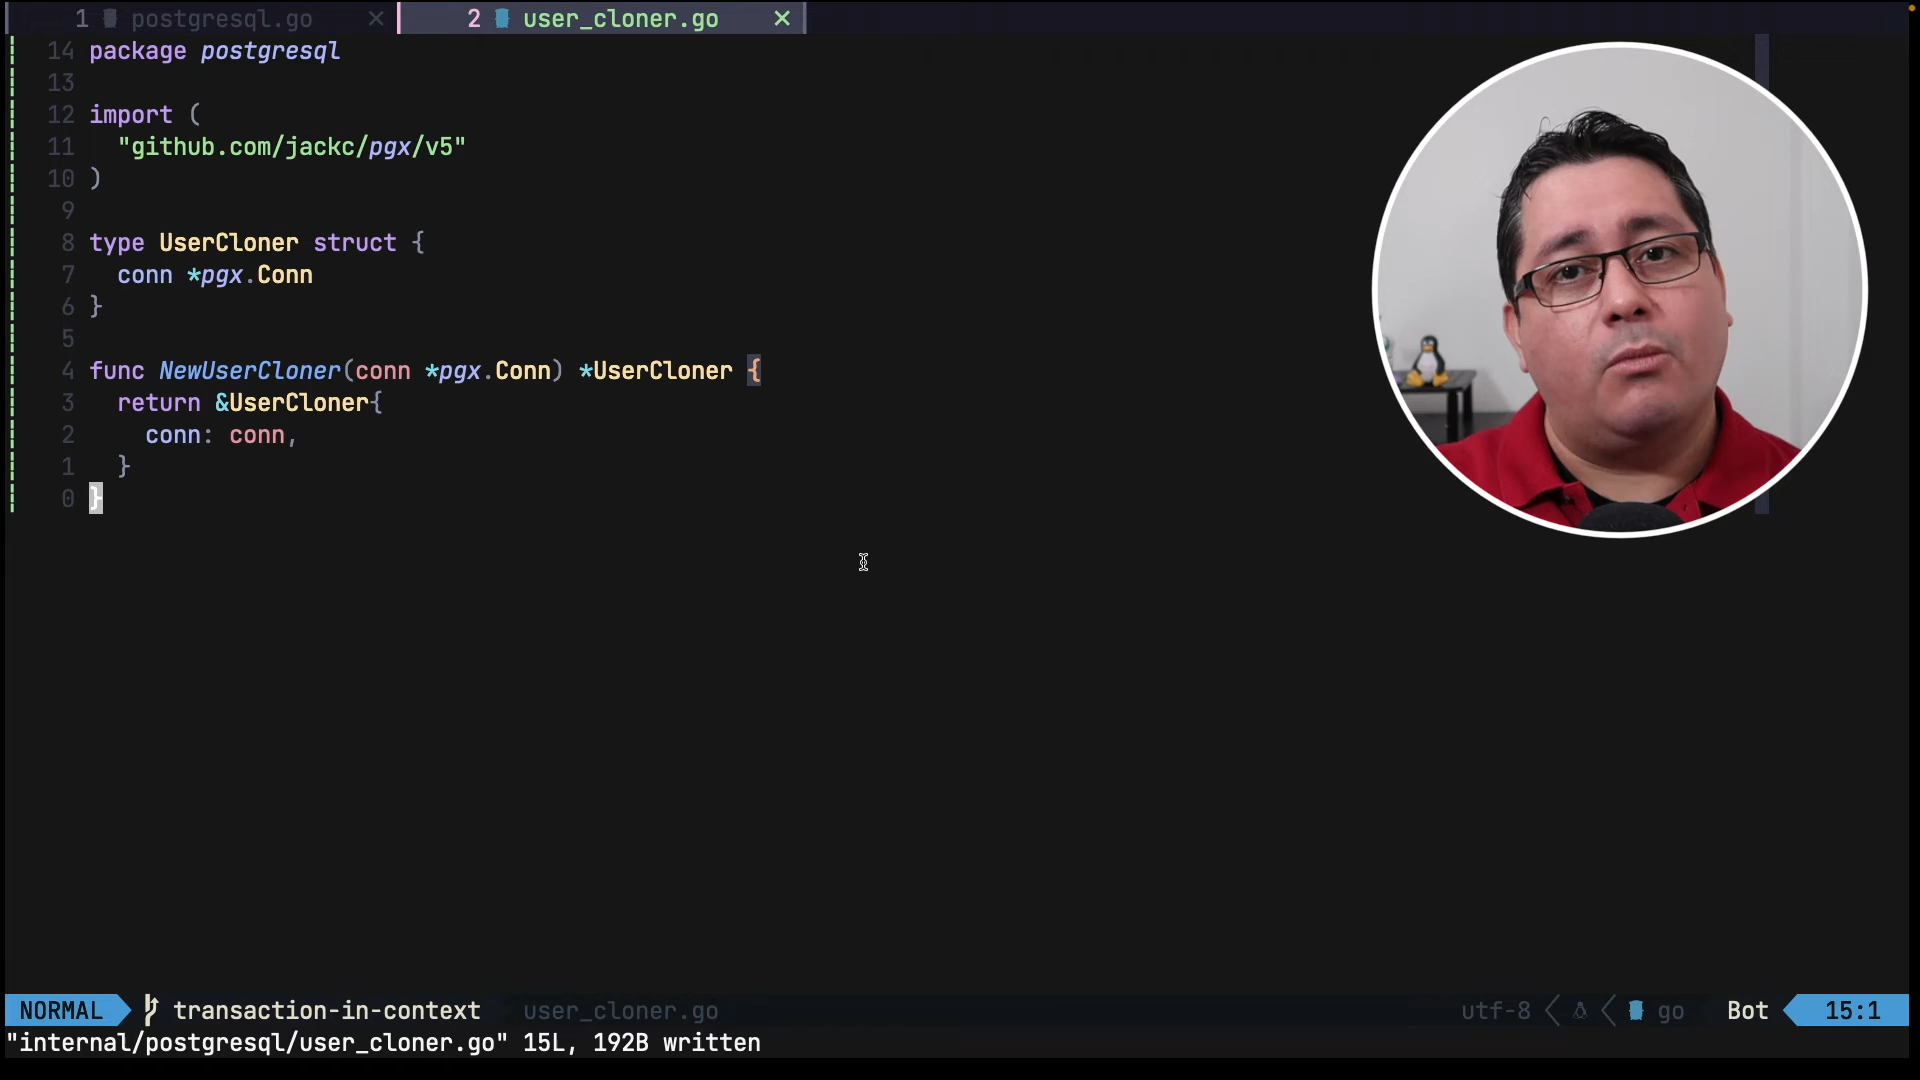 1 postgresql.go ×
2 user_cloner.go ×
14 package postgresql
13
12 import (
11 "github.com/jackc/pgx/v5"
10 )
9
8 type UserCloner struct {
7 conn *pgx.Conn
6 }
5
4 func NewUserCloner(conn *pgx.Conn) *UserCloner {
3 return &UserCloner{
2 conn: conn,
1 }
0 }
NORMAL transaction-in-context user_cloner.go utf-8 go Bot 15:1
"internal/postgresql/user_cloner.go" 15L, 192B written